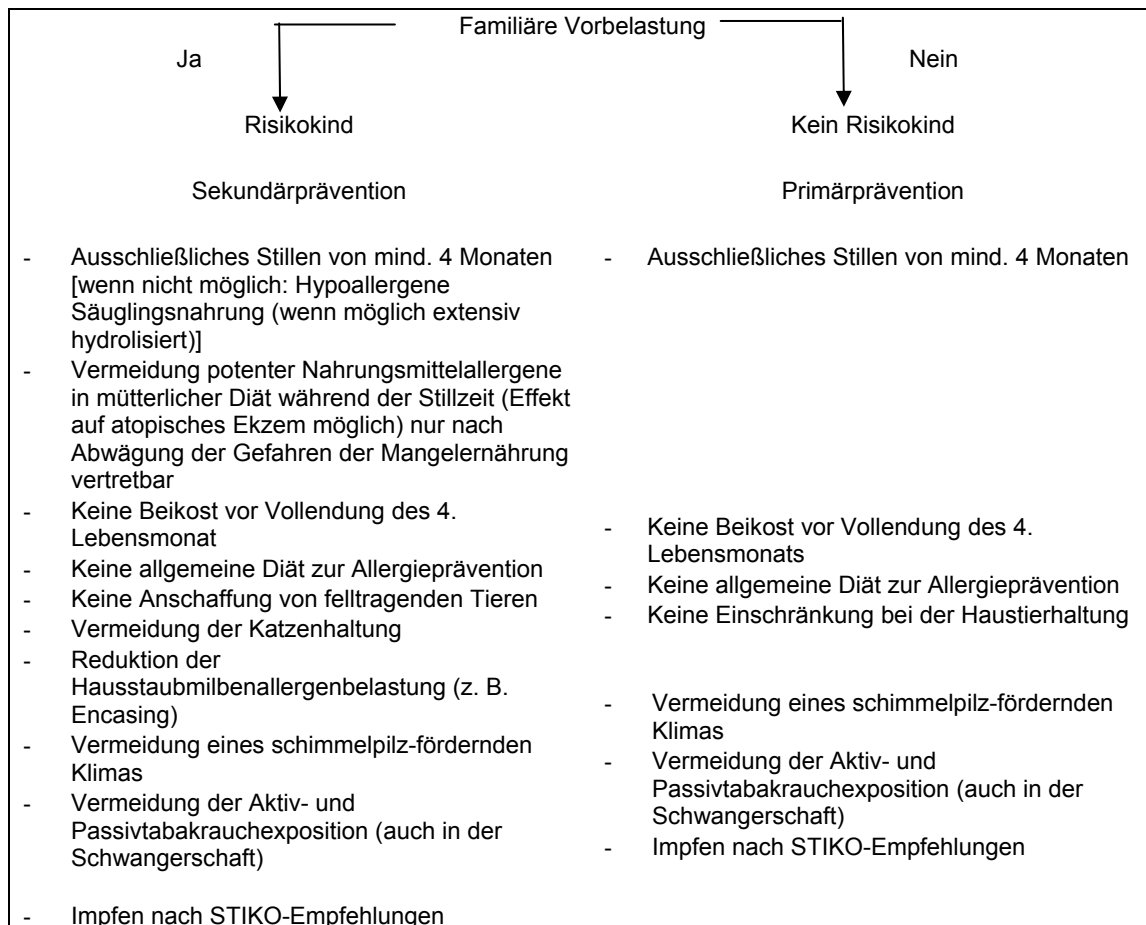 Familiäre Vorbelastung
Ja
Nein
Risikokind
Sekundärprävention
- Ausschließliches Stillen von mind. 4 Monaten
[wenn nicht möglich: Hypoallergene
Säuglingsnahrung (wenn möglich extensiv
hydrolisiert)]
- Vermeidung potenter Nahrungsmittelallergene
in mütterlicher Diät während der Stillzeit (Effekt
auf atopisches Ekzem möglich) nur nach
Abwägung der Gefahren der Mangelernährung
vertretbar
- Keine Beikost vor Vollendung des 4.
Lebensmonat
- Keine allgemeine Diät zur Allergieprävention
- Keine Anschaffung von felltragenden Tieren
- Vermeidung der Katzenhaltung
- Reduktion der
Hausstaubmilbenallergenbelastung (z. B.
Encasing)
- Vermeidung eines schimmelpilz-fördernden
Klimas
- Vermeidung der Aktiv- und
Passivtabakrauchexposition (auch in der
Schwangerschaft)
- Impfen nach STIKO-Empfehlungen
Kein Risikokind
Primärprävention
- Ausschließliches Stillen von mind. 4 Monaten
- Keine Beikost vor Vollendung des 4.
Lebensmonats
- Keine allgemeine Diät zur Allergieprävention
- Keine Einschränkung bei der Haustierhaltung
- Vermeidung eines schimmelpilz-fördernden
Klimas
- Vermeidung der Aktiv- und
Passivtabakrauchexposition (auch in der
Schwangerschaft)
- Impfen nach STIKO-Empfehlungen